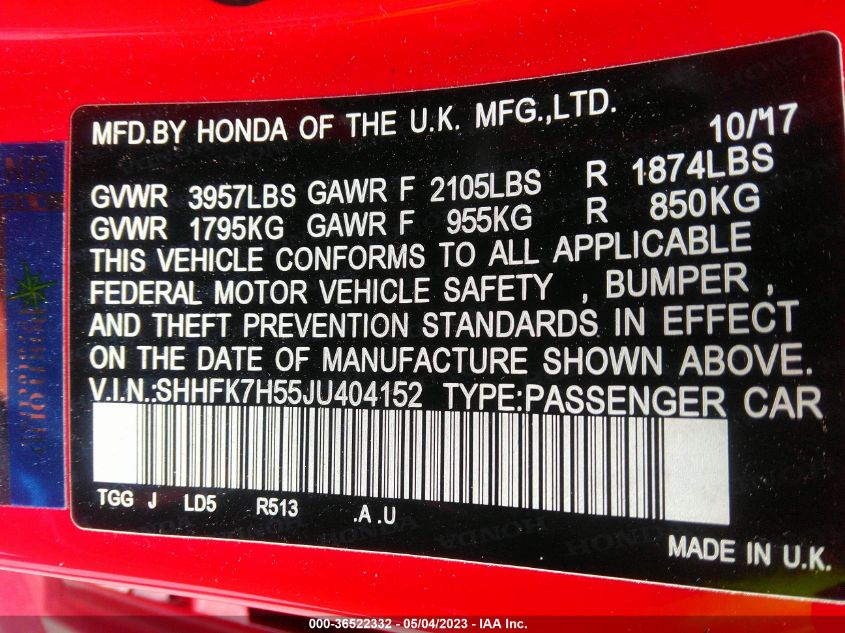 MFD.BY HONDA OF THE U.K. MFG.,LTD. 10/17
GVWR 3957LBS GAWR F 2105LBS R 1874LBS
GVWR 1795KG GAWR F 955KG R 850KG
THIS VEHICLE CONFORMS TO ALL APPLICABLE
FEDERAL MOTOR VEHICLE SAFETY , BUMPER ,
AND THEFT PREVENTION STANDARDS IN EFFECT
ON THE DATE OF MANUFACTURE SHOWN ABOVE.
V.I.N.:SHHFK7H55JU404152 TYPE:PASSENGER CAR
TGG J LD5 R513 .A .U
MADE IN U.K.
000-36522332 - 05/04/2023 - IAA Inc.